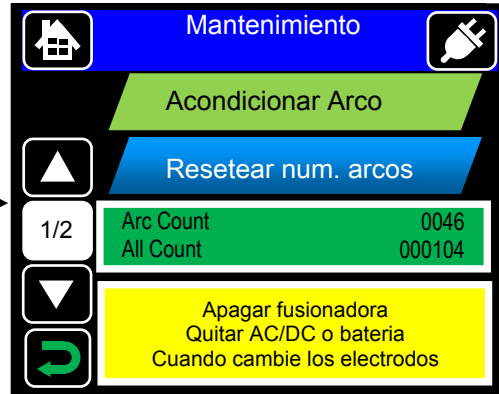 Mantenimiento
Acondicionar Arco
Resetear num. arcos
1/2
Arc Count 0046
All Count 000104
Apagar fusionadora
Quitar AC/DC o bateria
Cuando cambie los electrodos